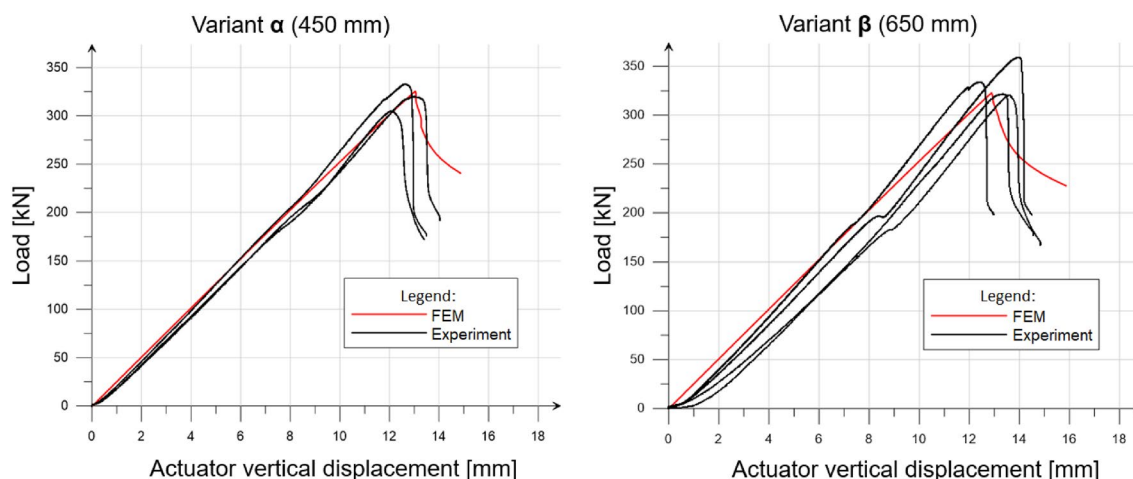 Variant α (450 mm)
350
300
250
200
150
100
50
0
Load [kN]
0 2 4 6 8 10 12 14 16 18
Actuator vertical displacement [mm]
Legend:
FEM
Experiment
Variant β (650 mm)
350
300
250
200
150
100
50
0
Load [kN]
0 2 4 6 8 10 12 14 16 18
Actuator vertical displacement [mm]
Legend:
FEM
Experiment